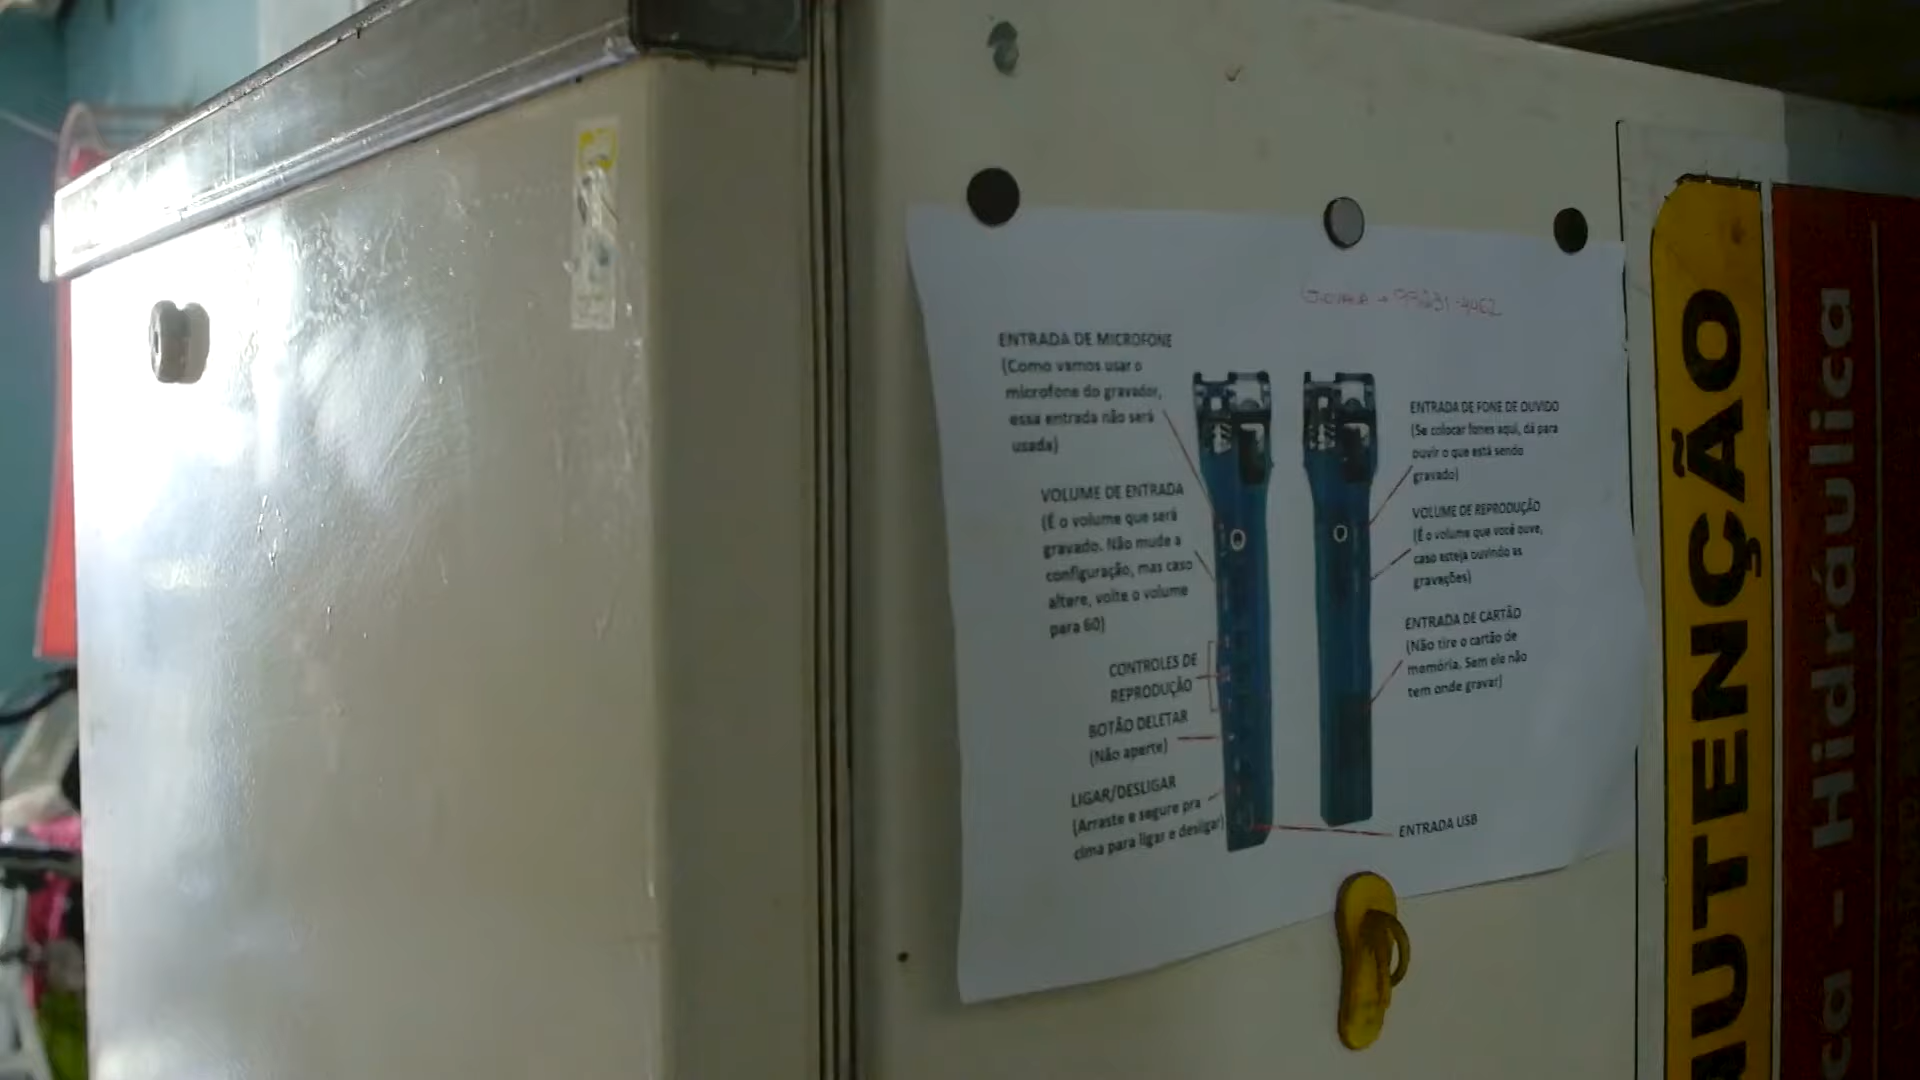 ENTRADA DE MICROFONE
(Como vamos usar o
microfone do gravador,
essa entrada não será
usada)
VOLUME DE ENTRADA
(É o volume que será
gravado. Não mude a
configuração, mas caso
altere, volte o volume
para 60)
CONTROLES DE
REPRODUÇÃO
BOTÃO DELETAR
(Não aperte)
LIGAR/DESLIGAR
(Arraste e segure pra
cima para ligar e desligar)
ENTRADA DE FONE DE OUVIDO
(Se colocar fones aqui, dá para
ouvir o que está sendo
gravado)
VOLUME DE REPRODUÇÃO
(É o volume que você ouve,
caso esteja ouvindo as
gravações)
ENTRADA DE CARTÃO
(Não tire o cartão de
memória. Sem ele não
tem onde gravar)
ENTRADA USB
NUTENÇÃO
ca - Hidráulica